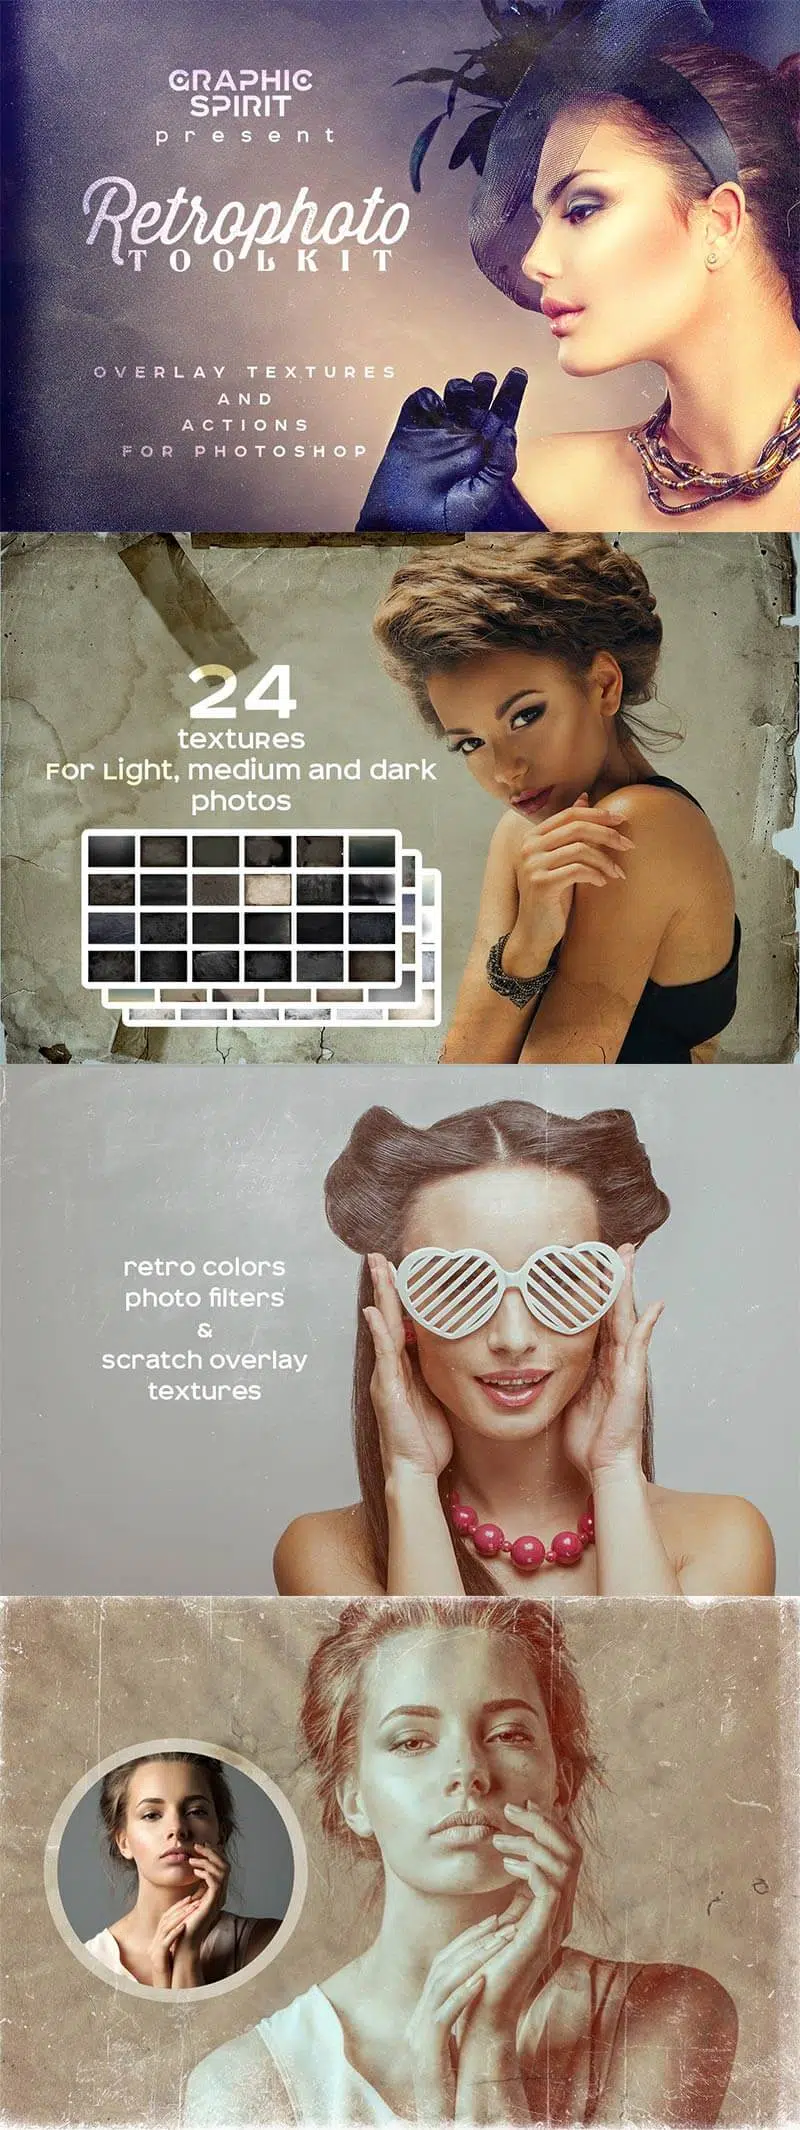 GRAPHIC
SPIRIT
present
Retrophoto
TOOLKIT
OVERLAY TEXTURES
AND
ACTIONS
FOR PHOTOSHOP
24
textures
For Light, medium and dark
photos
retro colors
photo filters
&
scratch overlay
textures